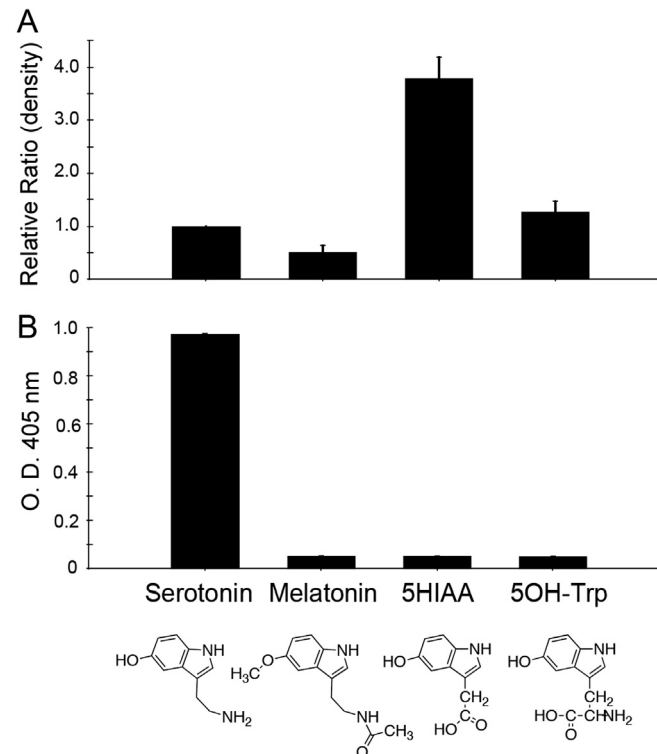 A
Relative Ratio (density)
4.0
3.0
2.0
1.0
0
B
O. D. 405 nm
1.0
0.8
0.6
0.4
0.2
0
Serotonin Melatonin 5HIAA 5OH-Trp
HO NH NH2
O H3C NH NH CH3 O
HO NH CH2 C HO O
HO NH CH2 HO-C-CH-NH2 O